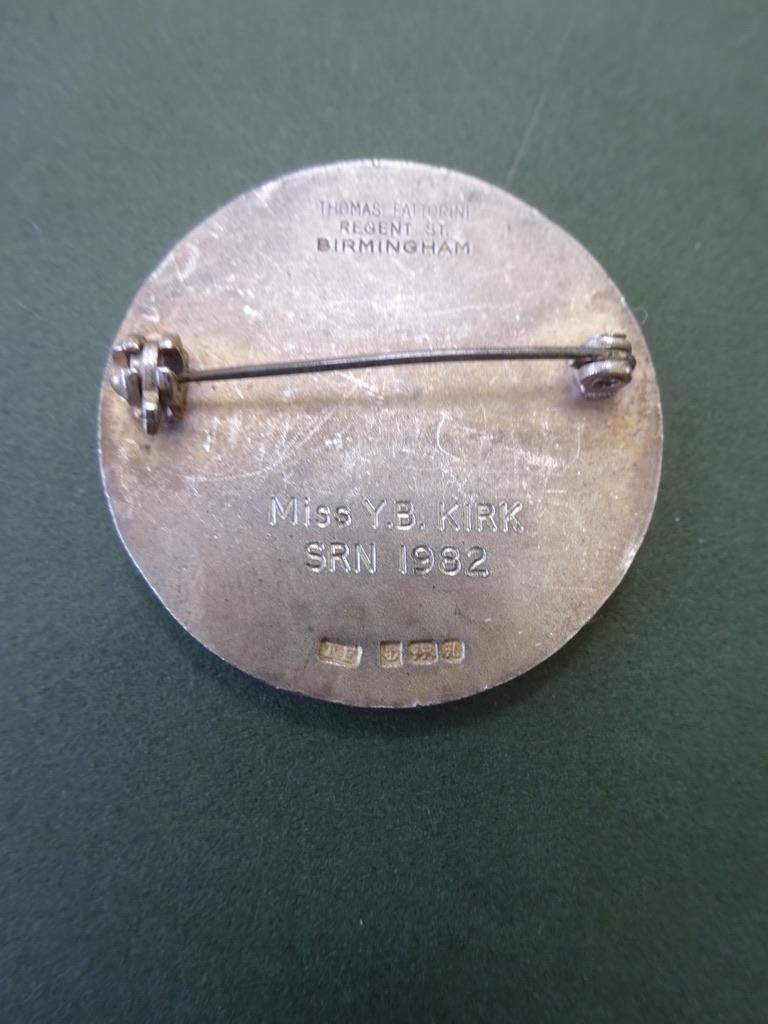 THOMAS FATTORINI
REGENT ST.
BIRMINGHAM
Miss Y.B. KIRK
SRN 1982
T F